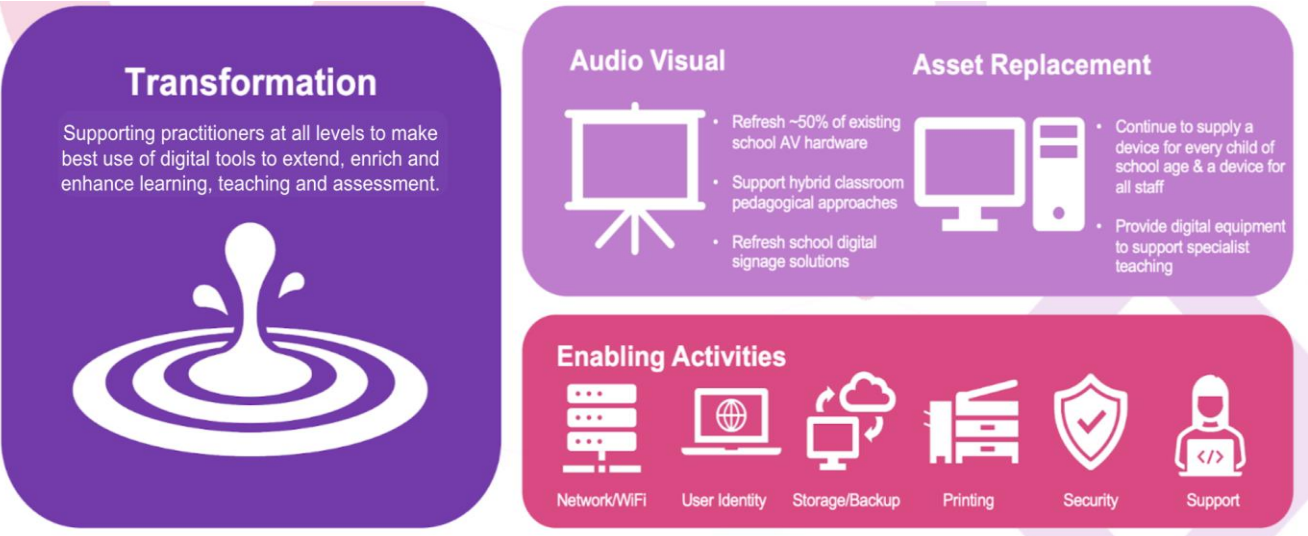 Transformation
Supporting practitioners at all levels to make
best use of digital tools to extend, enrich and
enhance learning, teaching and assessment.
Audio Visual
• Refresh ~50% of existing
school AV hardware
• Support hybrid classroom
pedagogical approaches
• Refresh school digital
signage solutions
Asset Replacement
• Continue to supply a
device for every child of
school age & a device for
all staff
• Provide digital equipment
to support specialist
teaching
Enabling Activities
</>
Network/WiFi
User Identity
Storage/Backup
Printing
Security
Support